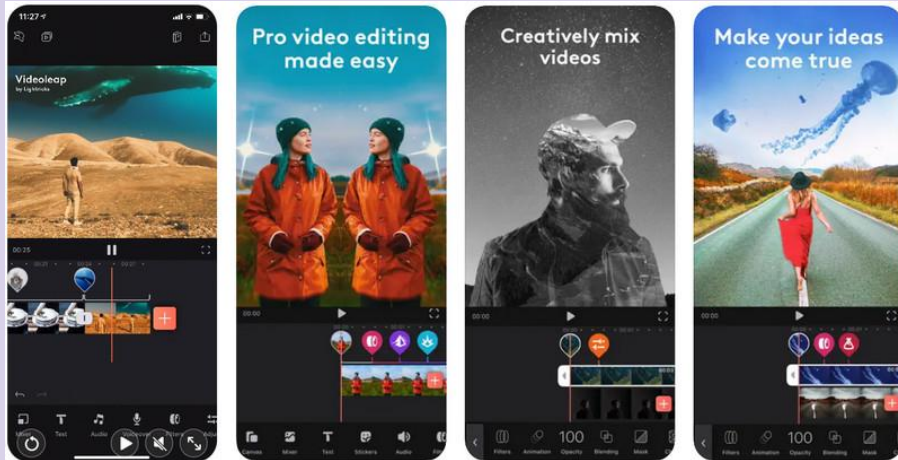 11:27
Videoleap
by Lightricks
00:25
Text
Audio
Voiceover
Filters
Pro video editing
made easy
00:00
Canvas
Mixer
Text
Stickers
Audio
Creatively mix
videos
00:00
100
Filters
Animation
Opacity
Blending
Mask
Make your ideas
come true
00:00
100
Filters
Animation
Opacity
Blending
Mask